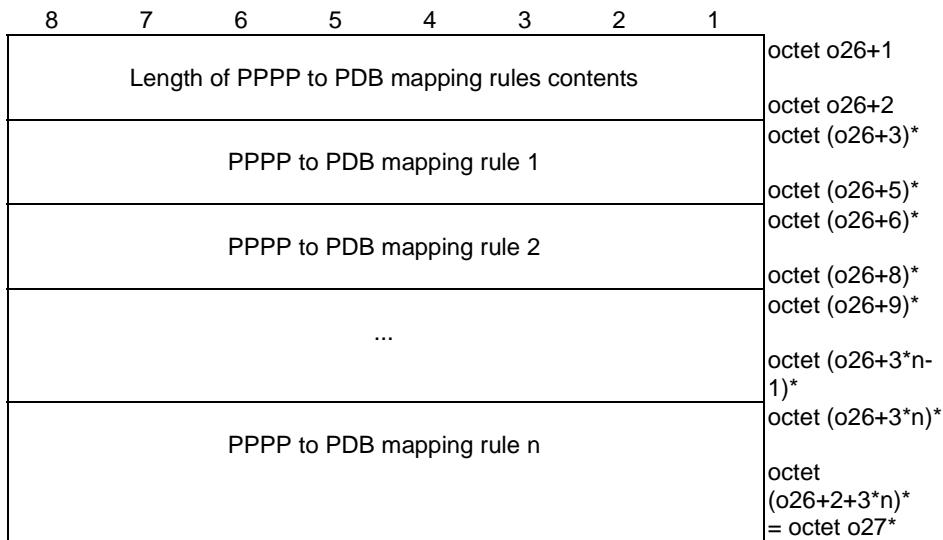 8 7 6 5 4 3 2 1
Length of PPPP to PDB mapping rules contents
octet o26+1
octet o26+2
PPPP to PDB mapping rule 1
octet (o26+3)*
octet (o26+5)*
PPPP to PDB mapping rule 2
octet (o26+6)*
octet (o26+8)*
...
octet (o26+9)*
octet (o26+3*n-
1)*
PPPP to PDB mapping rule n
octet (o26+3*n)*
octet
(o26+2+3*n)*
= octet o27*